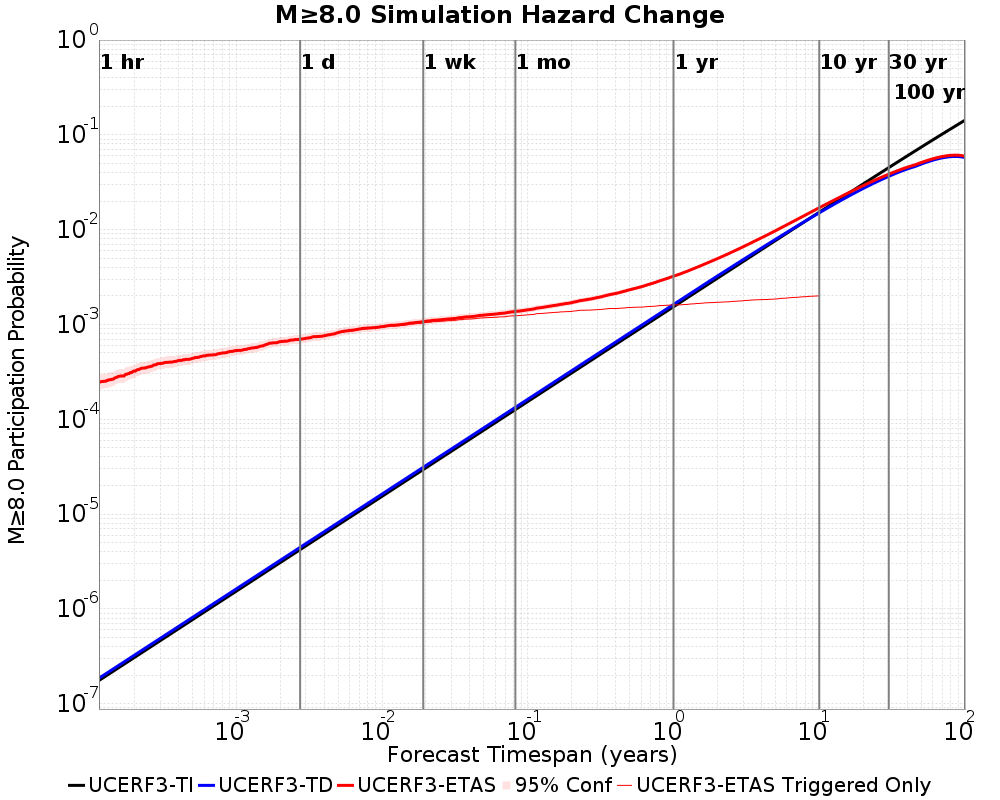 M≥8.0 Simulation Hazard Change
M≥8.0 Participation Probability
10^0
10^-1
10^-2
10^-3
10^-4
10^-5
10^-6
10^-7
1 hr
1 d
1 wk
1 mo
1 yr
10 yr
30 yr
100 yr
10^-3
10^-2
10^-1
10^0
10^1
10^2
Forecast Timespan (years)
UCERF3-TI UCERF3-TD UCERF3-ETAS 95% Conf UCERF3-ETAS Triggered Only